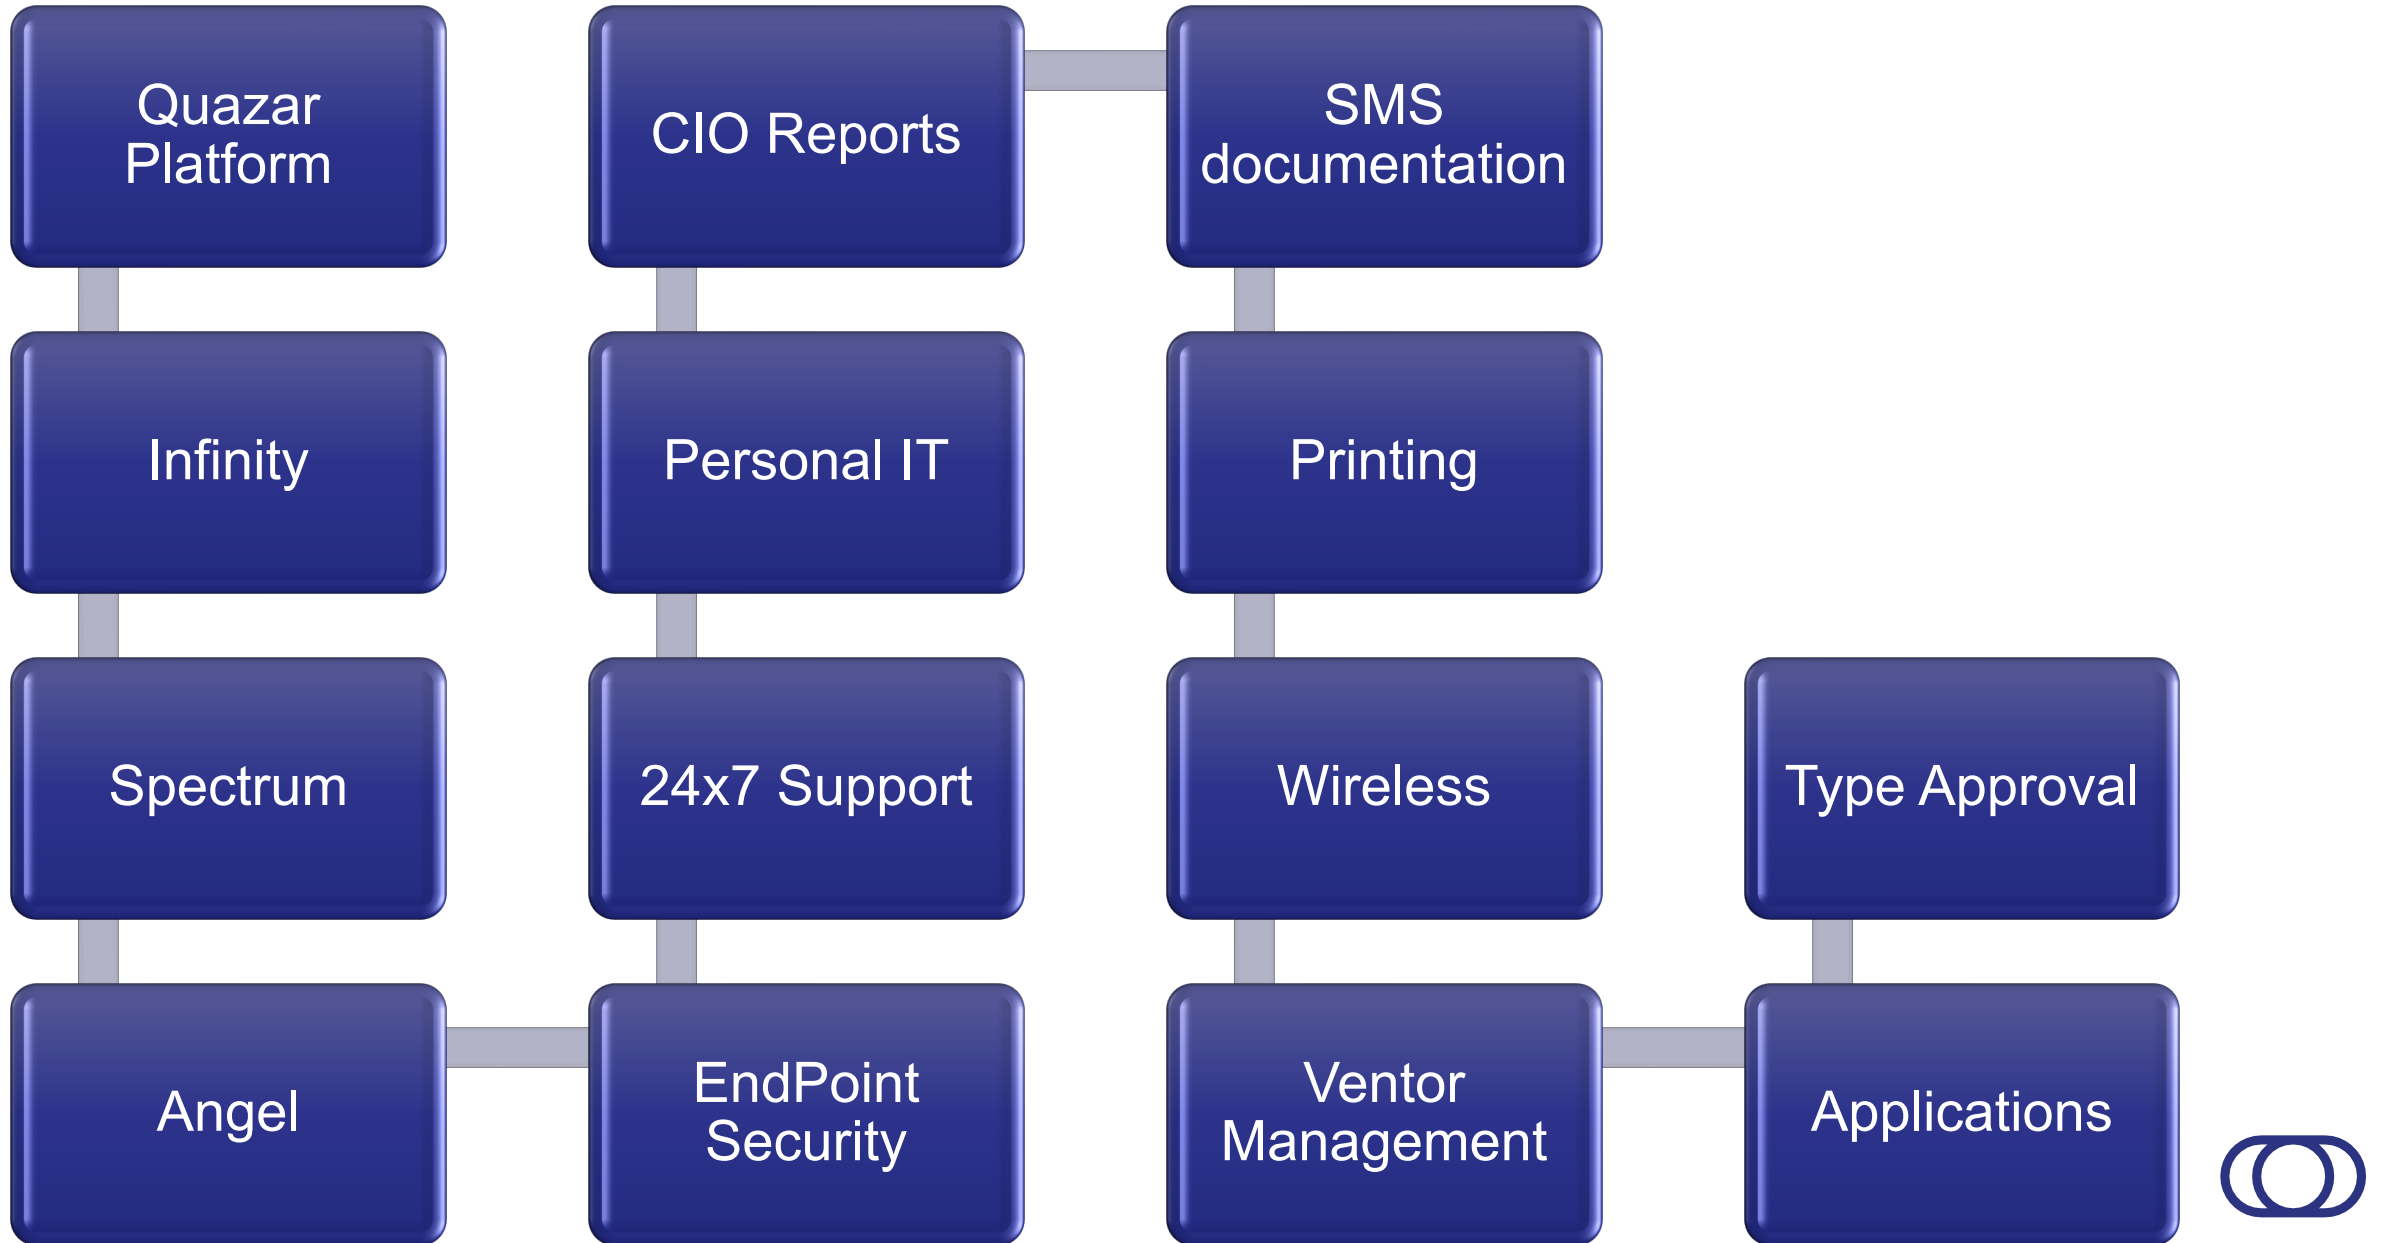 Quazar
Platform
Infinity
Spectrum
Angel
EndPoint
Security
24x7 Support
Personal IT
CIO Reports
SMS
documentation
Printing
Wireless
Ventor
Management
Applications
Type Approval